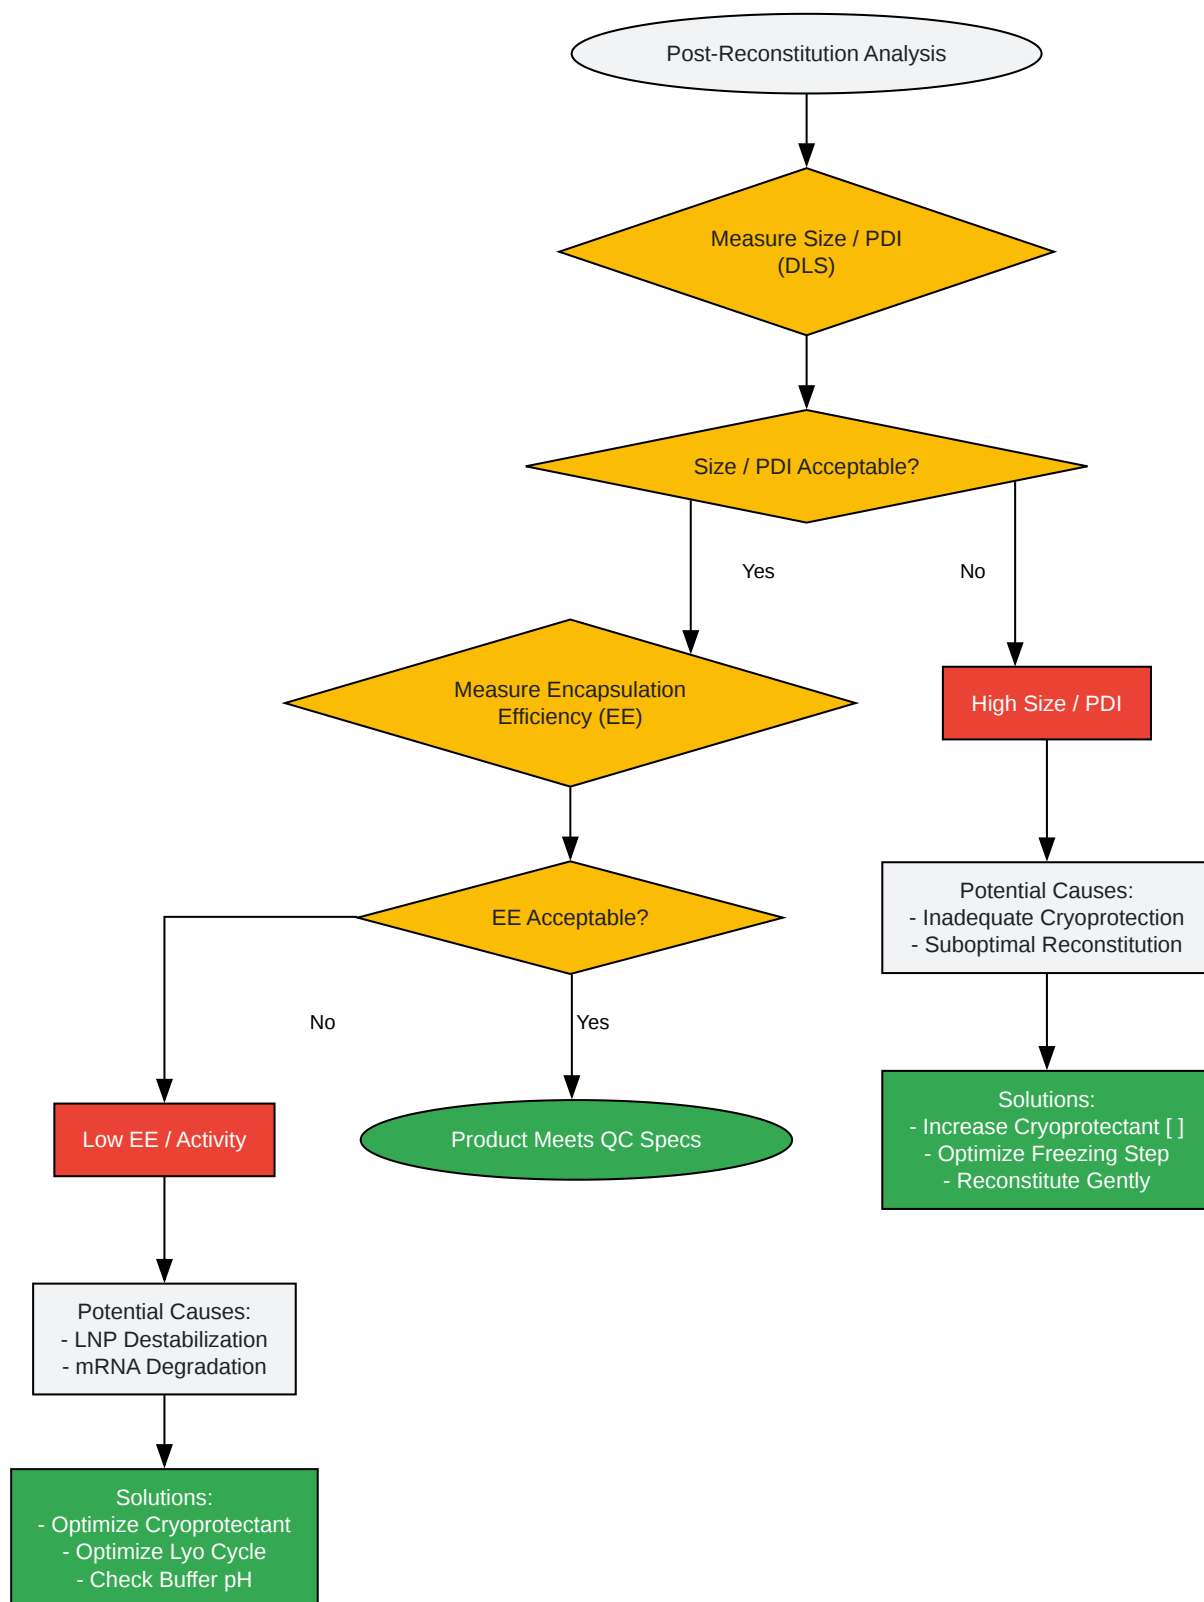 Post-Reconstitution Analysis
Measure Size / PDI
(DLS)
Size / PDI Acceptable?
Yes
No
Measure Encapsulation
Efficiency (EE)
High Size / PDI
EE Acceptable?
Potential Causes:
- Inadequate Cryoprotection
- Suboptimal Reconstitution
No
Yes
Low EE / Activity
Product Meets QC Specs
Solutions:
- Increase Cryoprotectant [ ]
- Optimize Freezing Step
- Reconstitute Gently
Potential Causes:
- LNP Destabilization
- mRNA Degradation
Solutions:
- Optimize Cryoprotectant
- Optimize Lyo Cycle
- Check Buffer pH